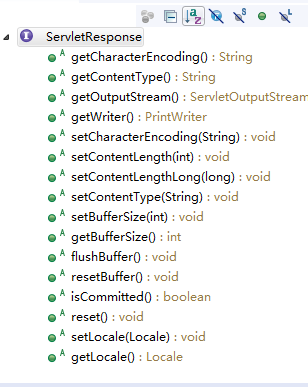 ServletResponse
getCharacterEncoding() : String
getContentType() : String
getOutputStream() : ServletOutputStream
getWriter() : PrintWriter
setCharacterEncoding(String) : void
setContentLength(int) : void
setContentLengthLong(long) : void
setContentType(String) : void
setBufferSize(int) : void
getBufferSize() : int
flushBuffer() : void
resetBuffer() : void
isCommitted() : boolean
reset() : void
setLocale(Locale) : void
getLocale() : Locale